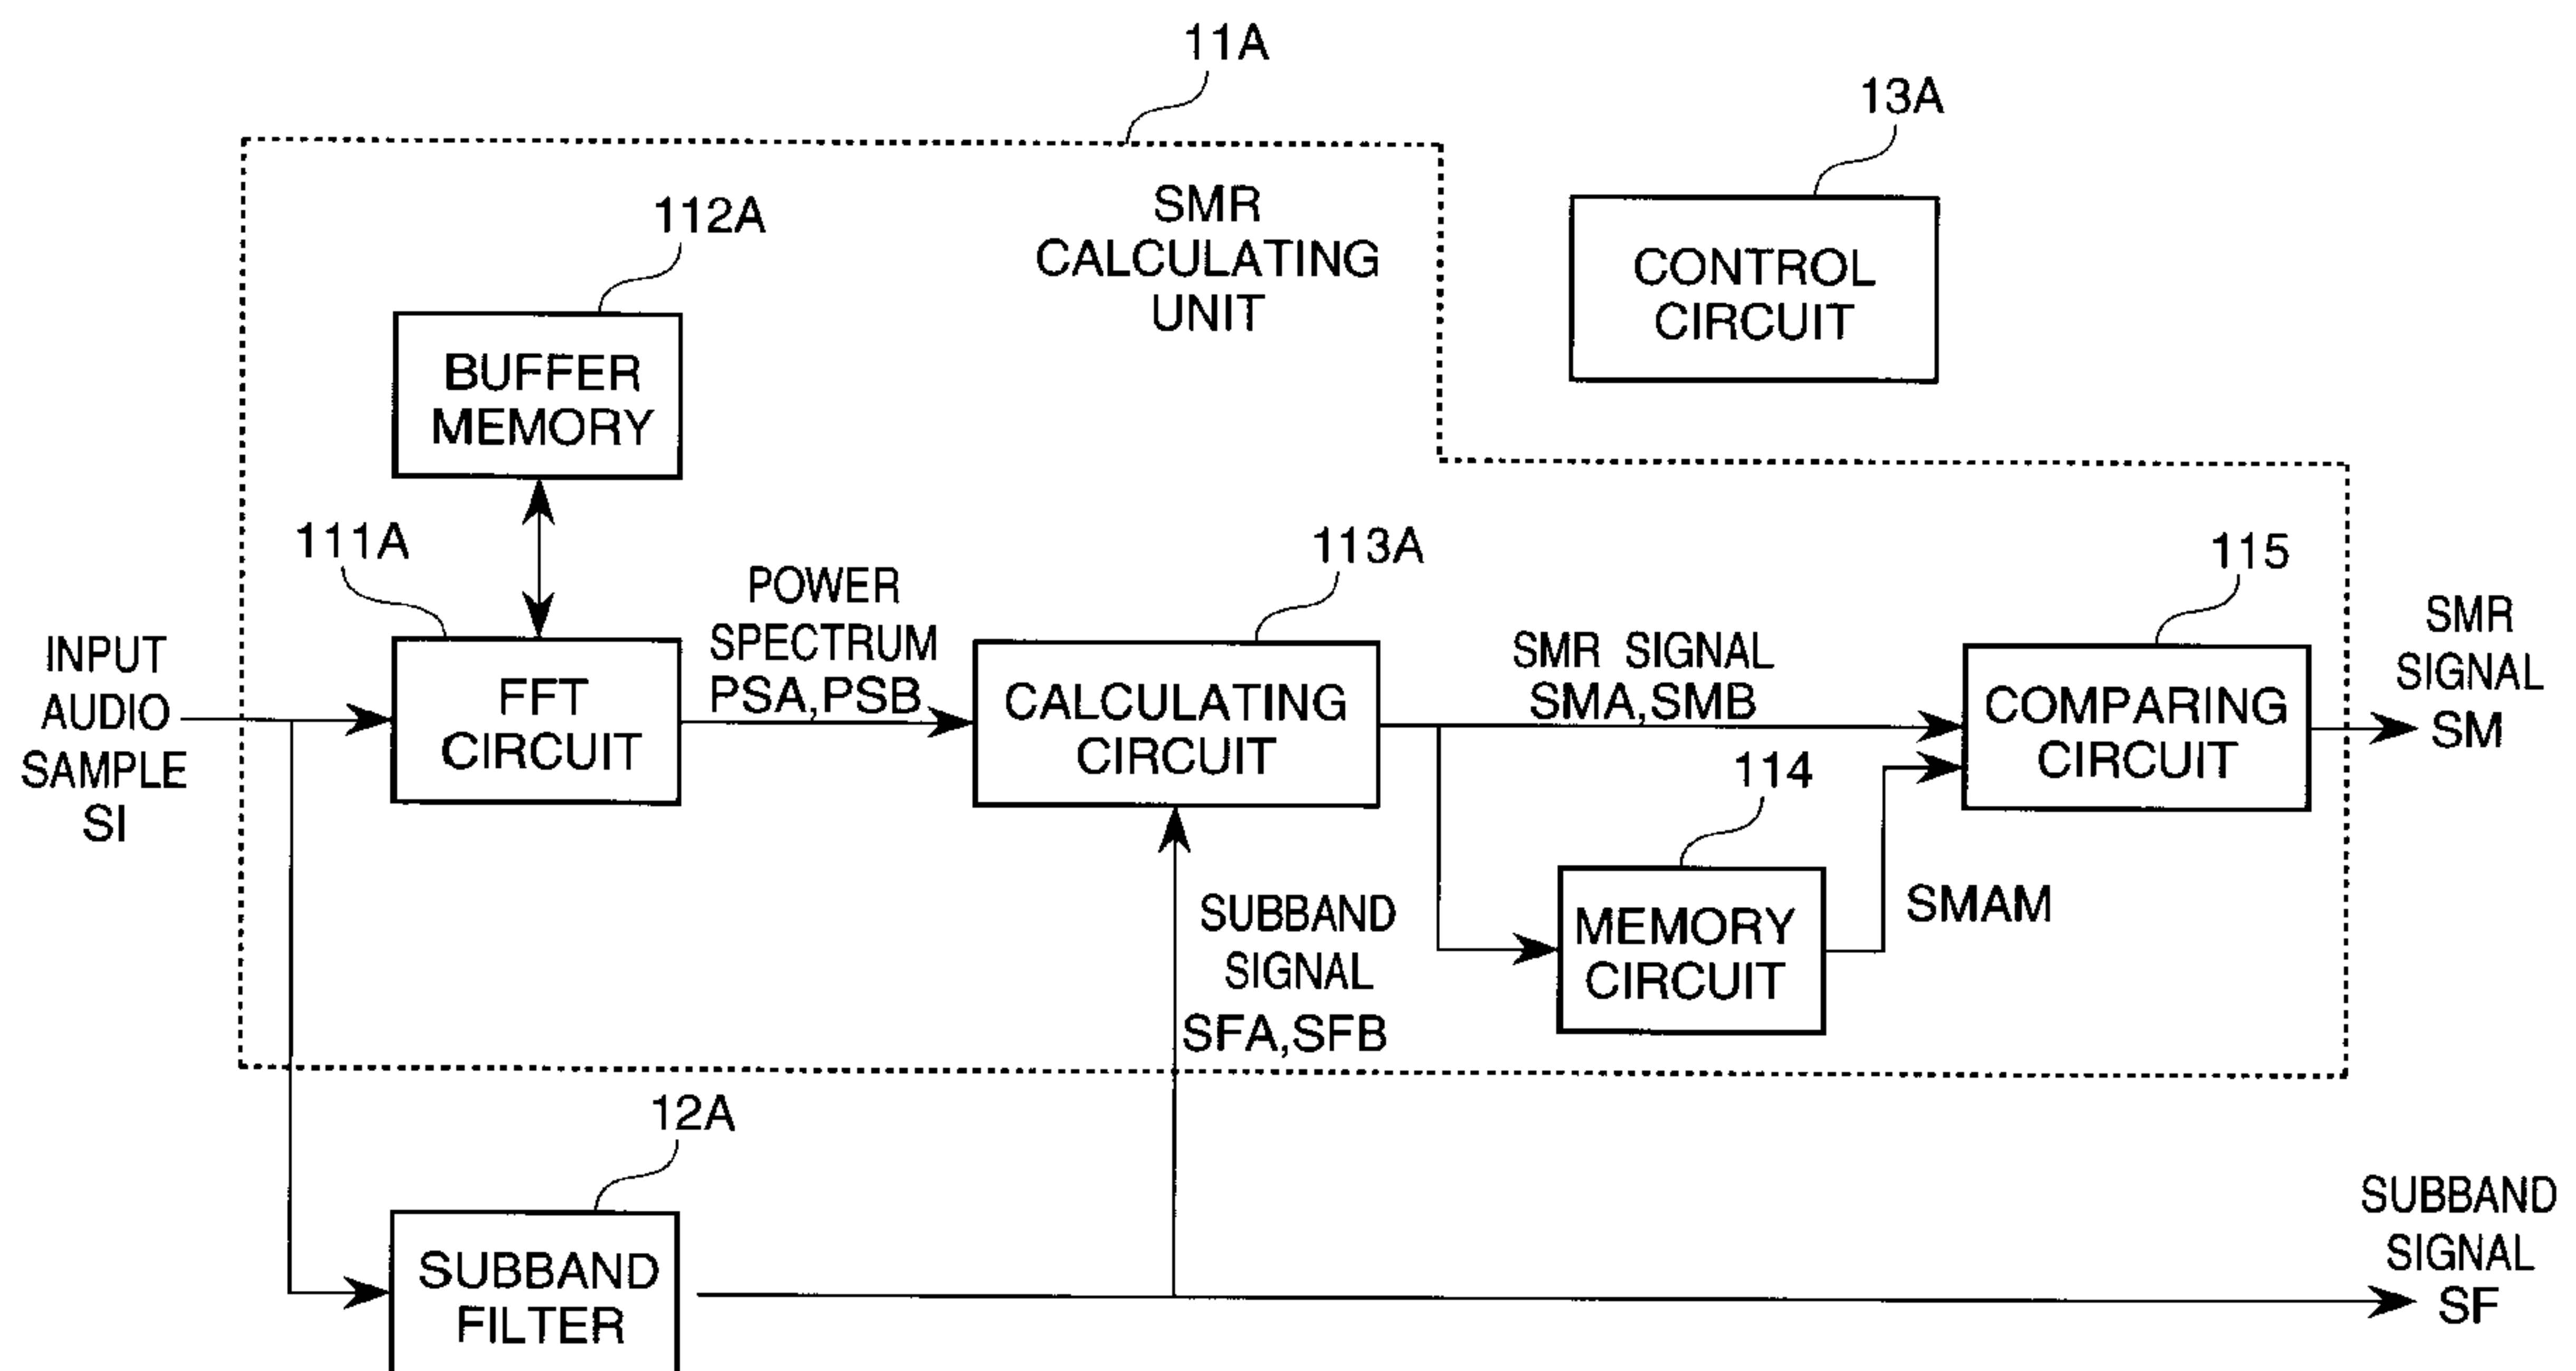 11A
13A
SMR
CALCULATING
UNIT
CONTROL
CIRCUIT
112A
BUFFER
MEMORY
111A
POWER
SPECTRUM
PSA,PSB
113A
115
INPUT
AUDIO
SAMPLE
SI
FFT
CIRCUIT
CALCULATING
CIRCUIT
SMR SIGNAL
SMA,SMB
COMPARING
CIRCUIT
SMR
SIGNAL
SM
114
MEMORY
CIRCUIT
SMAM
SUBBAND
SIGNAL
SFA,SFB
12A
SUBBAND
FILTER
SUBBAND
SIGNAL
SF